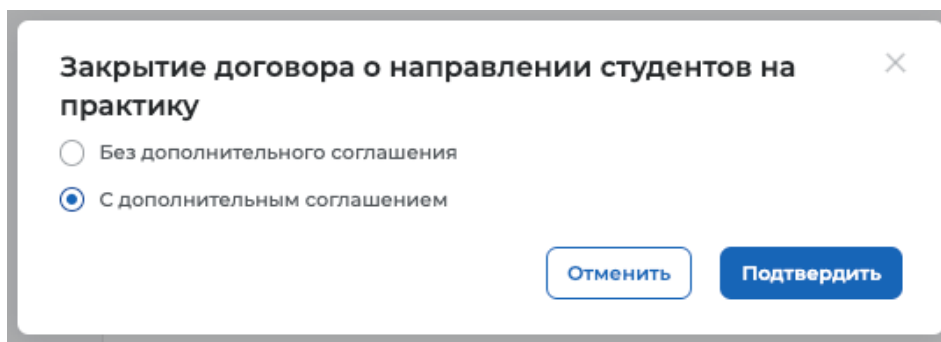 Закрытие договора о направлении студентов на
практику
Без дополнительного соглашения
С дополнительным соглашением
Отменить
Подтвердить